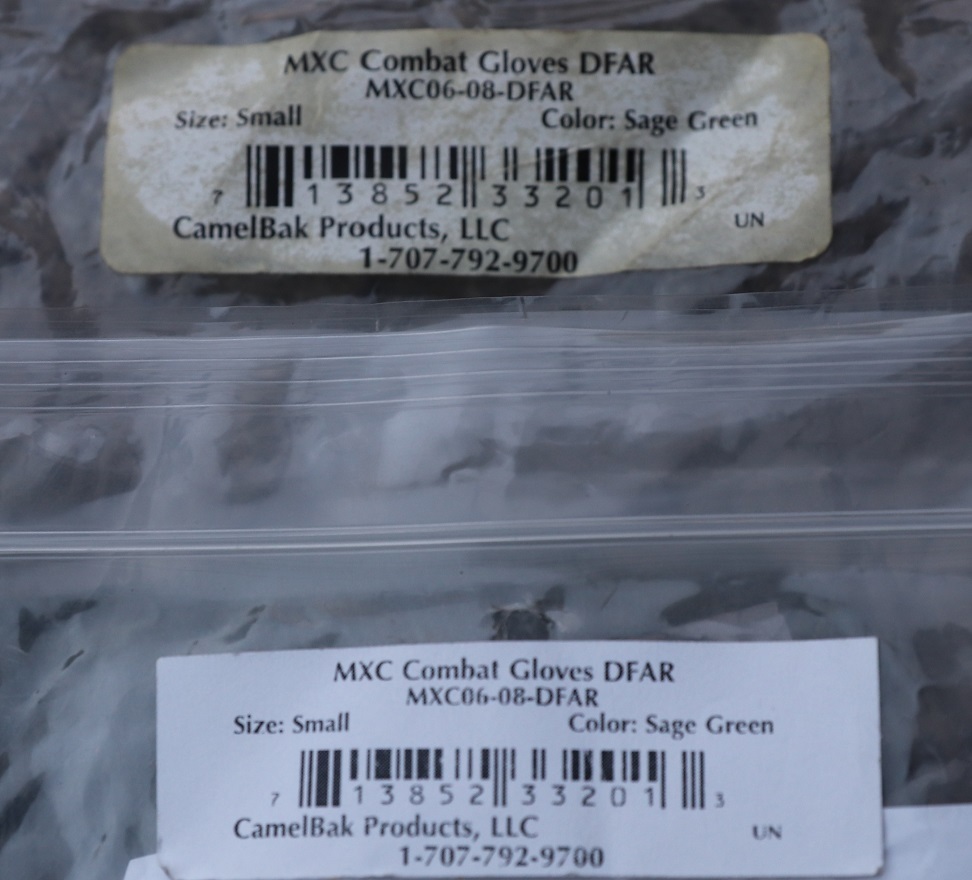 MXC Combat Gloves DFAR
MXC06-08-DFAR
Size: Small Color: Sage Green
7 13852 33201 3
CamelBak Products, LLC UN
1-707-792-9700
MXC Combat Gloves DFAR
MXC06-08-DFAR
Size: Small Color: Sage Green
7 13852 33201 3
CamelBak Products, LLC UN
1-707-792-9700